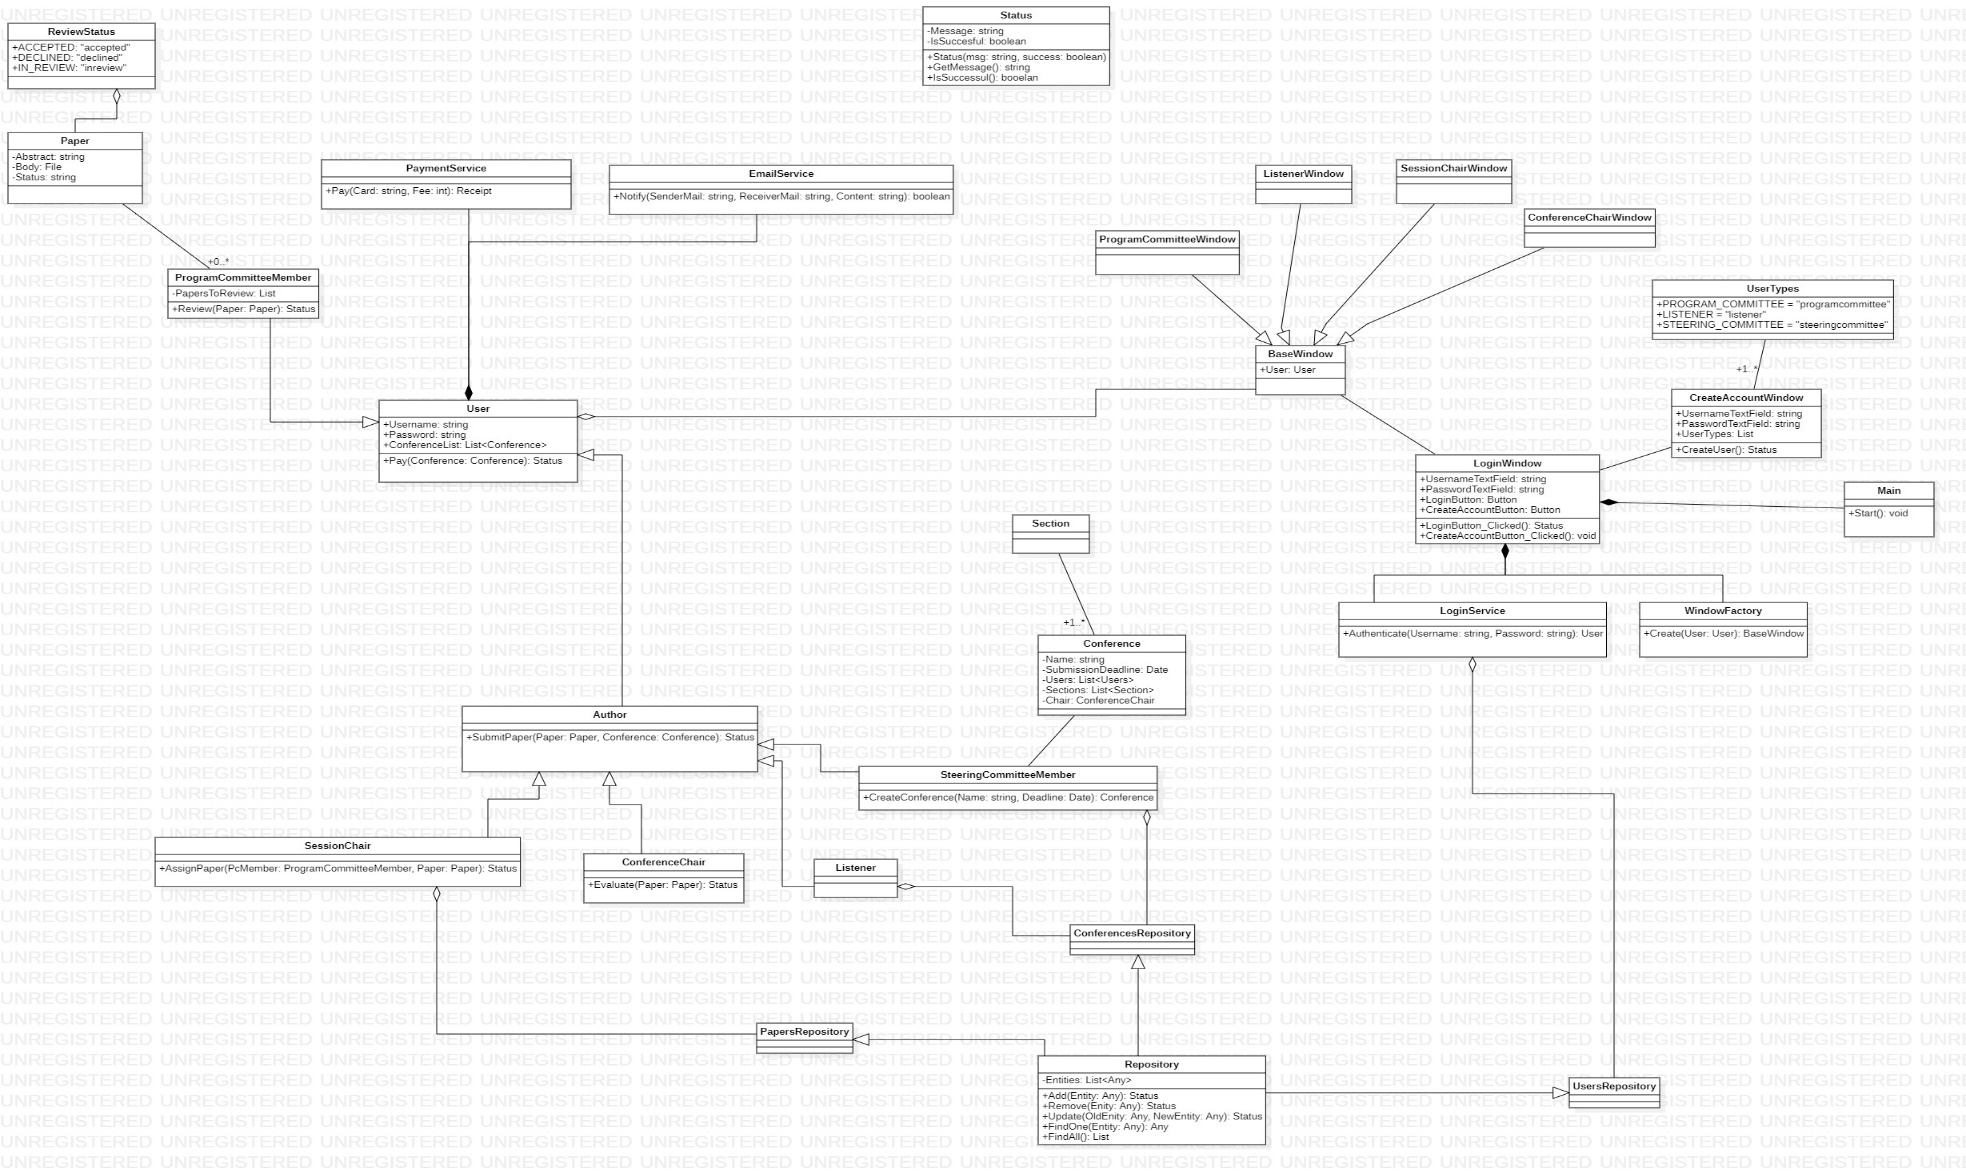 UNREGISTERED
Status
-Message: string
-IsSuccesful: boolean
+Status(msg: string, success: boolean)
+GetMessage(): string
+IsSuccessul(): booelan
ReviewStatus
+ACCEPTED: "accepted"
+DECLINED: "declined"
+IN_REVIEW: "inreview"
Paper
-Abstract: string
-Body: File
-Status: string
PaymentService
+Pay(Card: string, Fee: int): Receipt
EmailService
+Notify(SenderMail: string, ReceiverMail: string, Content: string): boolean
ListenerWindow
SessionChairWindow
ConferenceChairWindow
ProgramCommitteeWindow
+0..*
ProgramCommitteeMember
-PapersToReview: List
+Review(Paper: Paper): Status
UserTypes
+PROGRAM_COMMITTEE = "programcommittee"
+LISTENER = "listener"
+STEERING_COMMITTEE = "steeringcommittee"
BaseWindow
+User: User
+1..*
CreateAccountWindow
+UsernameTextField: string
+PasswordTextField: string
+UserTypes: List
+CreateUser(): Status
User
+Username: string
+Password: string
+ConferenceList: List<Conference>
+Pay(Conference: Conference): Status
LoginWindow
+UsernameTextField: string
+PasswordTextField: string
+LoginButton: Button
+CreateAccountButton: Button
+LoginButton_Clicked(): Status
+CreateAccountButton_Clicked(): void
Main
+Start(): void
Section
+1..*
Conference
-Name: string
-SubmissionDeadline: Date
-Users: List<Users>
-Sections: List<Section>
-Chair: ConferenceChair
LoginService
+Authenticate(Username: string, Password: string): User
WindowFactory
+Create(User: User): BaseWindow
Author
+SubmitPaper(Paper: Paper, Conference: Conference): Status
SteeringCommitteeMember
+CreateConference(Name: string, Deadline: Date): Conference
SessionChair
+AssignPaper(PcMember: ProgramCommitteeMember, Paper: Paper): Status
ConferenceChair
+Evaluate(Paper: Paper): Status
Listener
ConferencesRepository
PapersRepository
Repository
-Entities: List<Any>
+Add(Entity: Any): Status
+Remove(Enity: Any): Status
+Update(OldEnity: Any, NewEntity: Any): Status
+FindOne(Entity: Any): Any
+FindAll(): List
UsersRepository